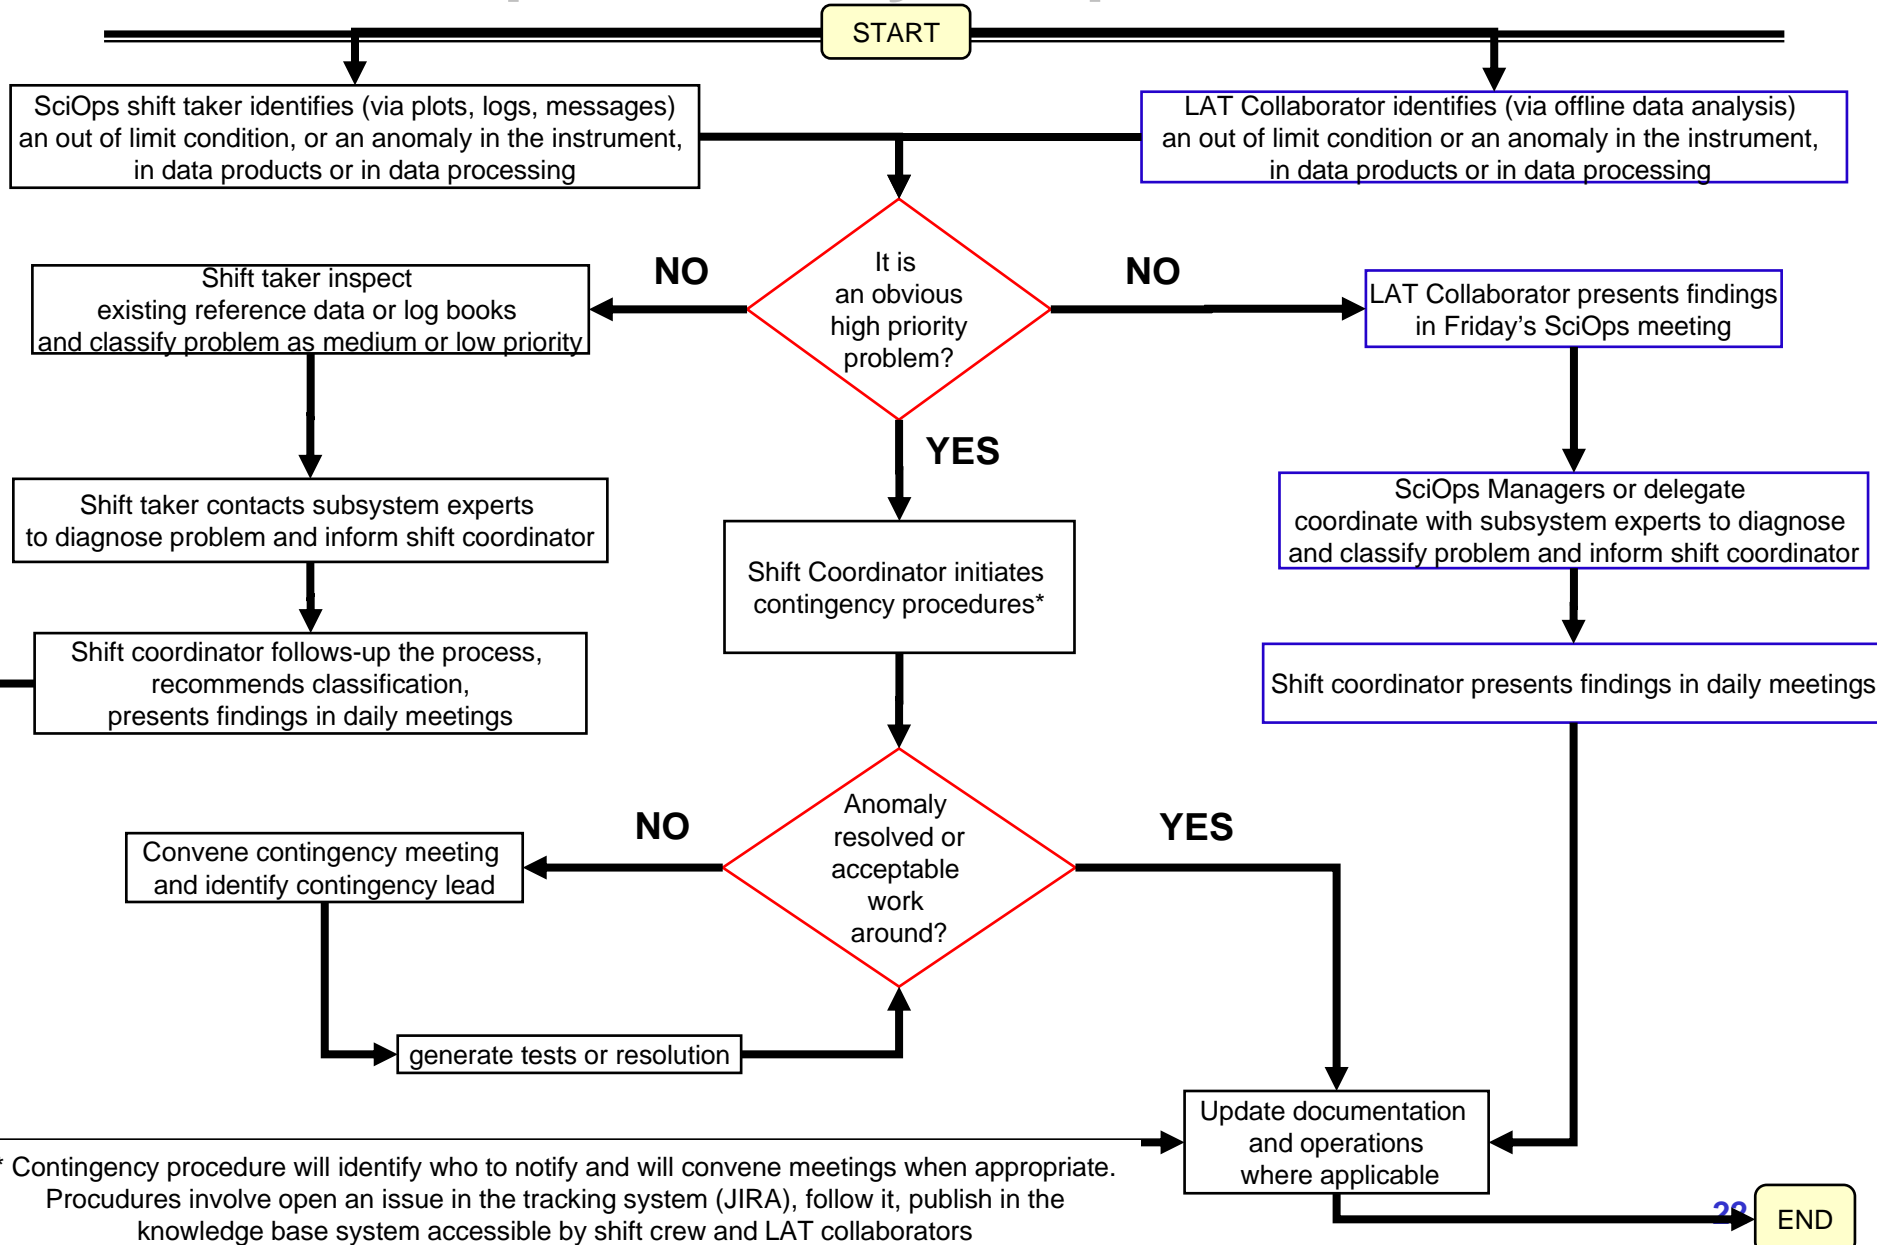 START
SciOps shift taker identifies (via plots, logs, messages)
an out of limit condition, or an anomaly in the instrument,
in data products or in data processing
LAT Collaborator identifies (via offline data analysis)
an out of limit condition or an anomaly in the instrument,
in data products or in data processing
It is
an obvious
high priority
problem?
NO
NO
Shift taker inspect
existing reference data or log books
and classify problem as medium or low priority
LAT Collaborator presents findings
in Friday's SciOps meeting
YES
Shift taker contacts subsystem experts
to diagnose problem and inform shift coordinator
Shift Coordinator initiates
contingency procedures*
SciOps Managers or delegate
coordinate with subsystem experts to diagnose
and classify problem and inform shift coordinator
Shift coordinator follows-up the process,
recommends classification,
presents findings in daily meetings
Shift coordinator presents findings in daily meetings
Anomaly
resolved or
acceptable
work
around?
NO
YES
Convene contingency meeting
and identify contingency lead
generate tests or resolution
Update documentation
and operations
where applicable
* Contingency procedure will identify who to notify and will convene meetings when appropriate.
Procudures involve open an issue in the tracking system (JIRA), follow it, publish in the
knowledge base system accessible by shift crew and LAT collaborators
END